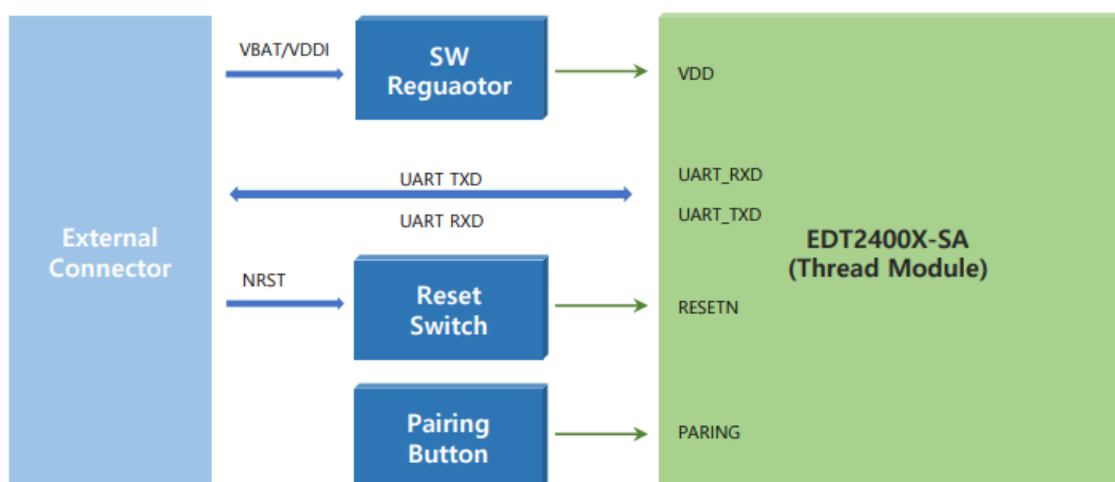 VBAT/VDDI
SW
Reguaotor
VDD
UART TXD
UART RXD
UART_RXD
UART_TXD
External
Connector
EDT2400X-SA
(Thread Module)
NRST
Reset
Switch
RESETN
Pairing
Button
PARING